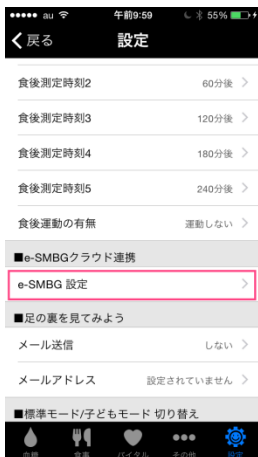 au 午前9:59 55%
戻る 設定
食後測定時刻2 60分後
食後測定時刻3 120分後
食後測定時刻4 180分後
食後測定時刻5 240分後
食後運動の有無 運動しない
■e-SMBGクラウド連携
e-SMBG 設定
■足の裏を見てみよう
メール送信 しない
メールアドレス 設定されていません
■標準モード/子どもモード 切り替え
血糖 食事 バイタル その他 設定